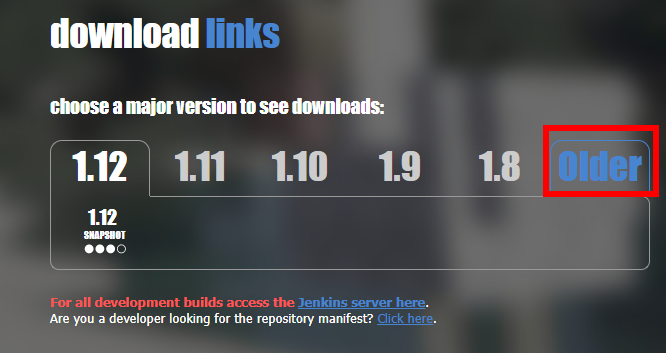 download links
choose a major version to see downloads:
1.12 1.11 1.10 1.9 1.8 Older
1.12
SNAPSHOT
For all development builds access the Jenkins server here.
Are you a developer looking for the repository manifest? Click here.